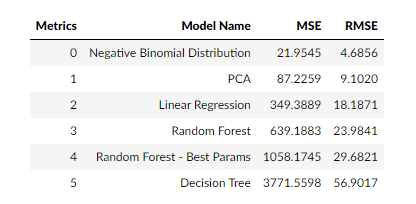 Metrics Model Name MSE RMSE
0 Negative Binomial Distribution 21.9545 4.6856
1 PCA 87.2259 9.1020
2 Linear Regression 349.3889 18.1871
3 Random Forest 639.1883 23.9841
4 Random Forest - Best Params 1058.1745 29.6821
5 Decision Tree 3771.5598 56.9017